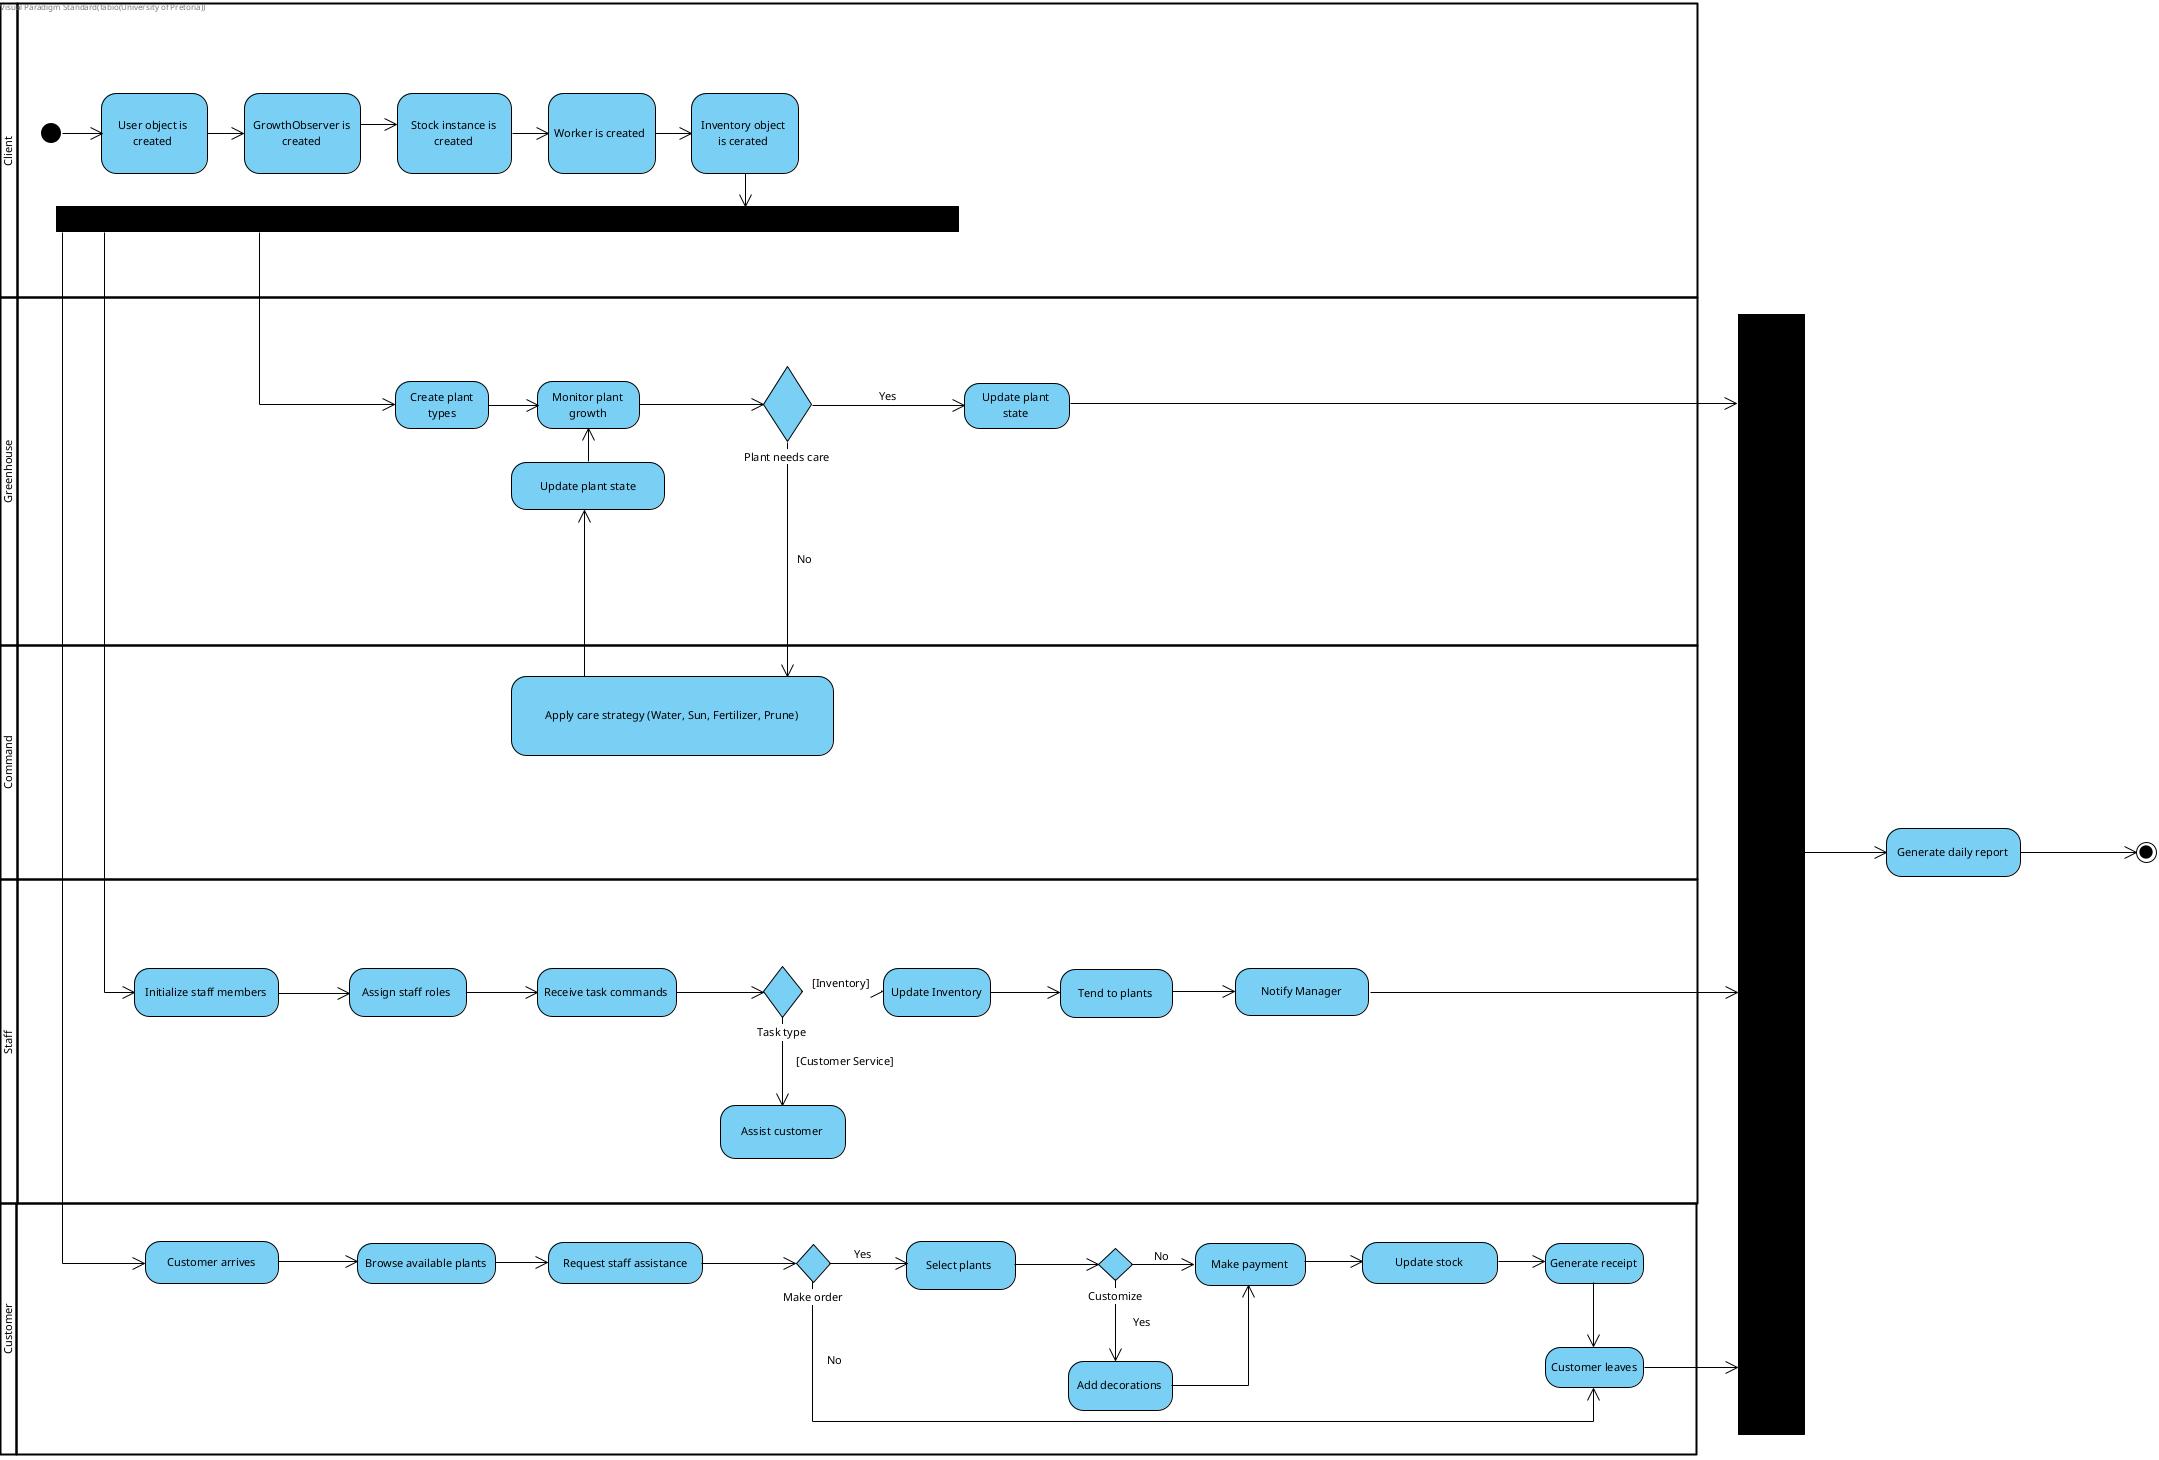 Visual Paradigm Standard(fabio(University of Pretoria))
Client
User object is
created
GrowthObserver is
created
Stock instance is
created
Worker is created
Inventory object
is cerated
Greenhouse
Create plant
types
Monitor plant
growth
Yes
Update plant
state
Plant needs care
Update plant state
No
Command
Apply care strategy (Water, Sun, Fertilizer, Prune)
Generate daily report
Staff
Initialize staff members
Assign staff roles
Receive task commands
[Inventory]
Update Inventory
Tend to plants
Notify Manager
Task type
[Customer Service]
Assist customer
Customer
Customer arrives
Browse available plants
Request staff assistance
Yes
Select plants
No
Make payment
Update stock
Generate receipt
Make order
Customize
Yes
No
Customer leaves
Add decorations